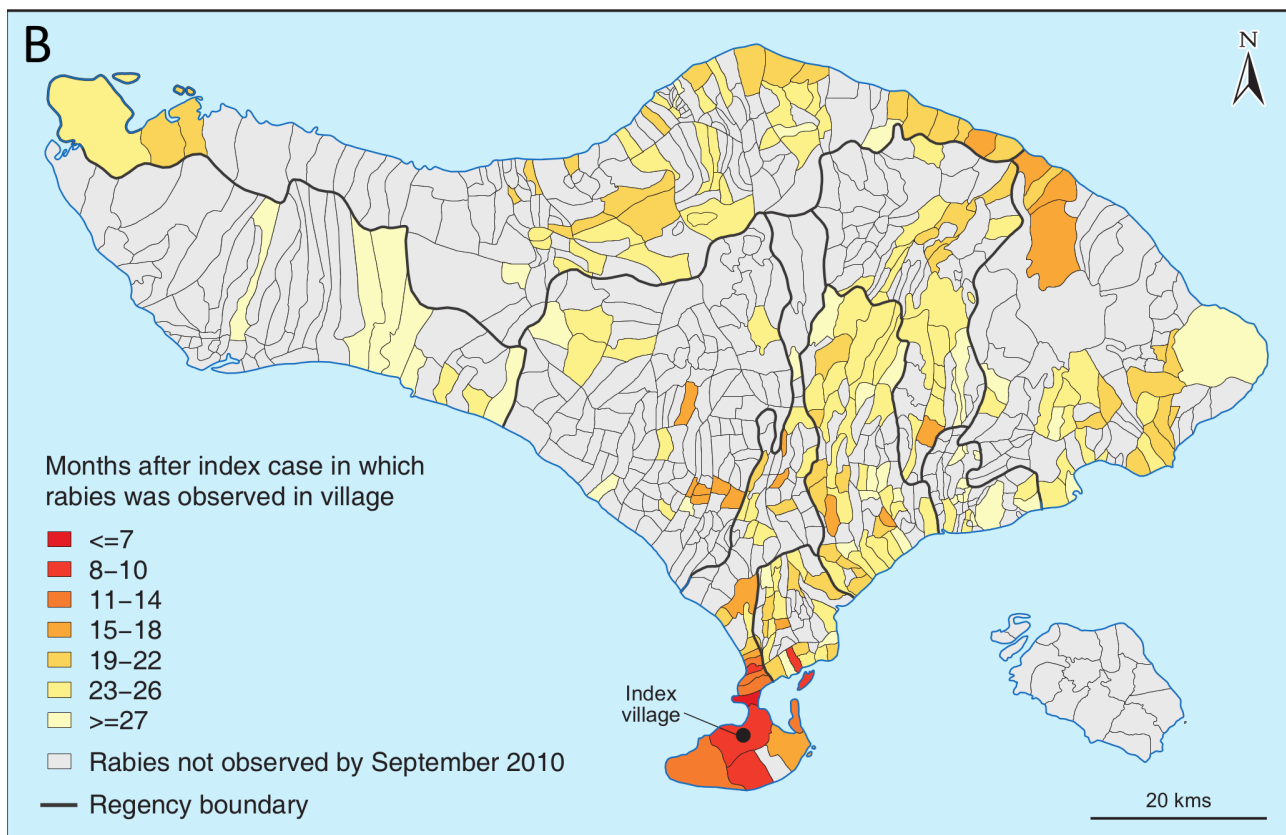 B
N
Months after index case in which
rabies was observed in village
<=7
8–10
11–14
15–18
19–22
23–26
>=27
Rabies not observed by September 2010
Regency boundary
Index
village
20 kms